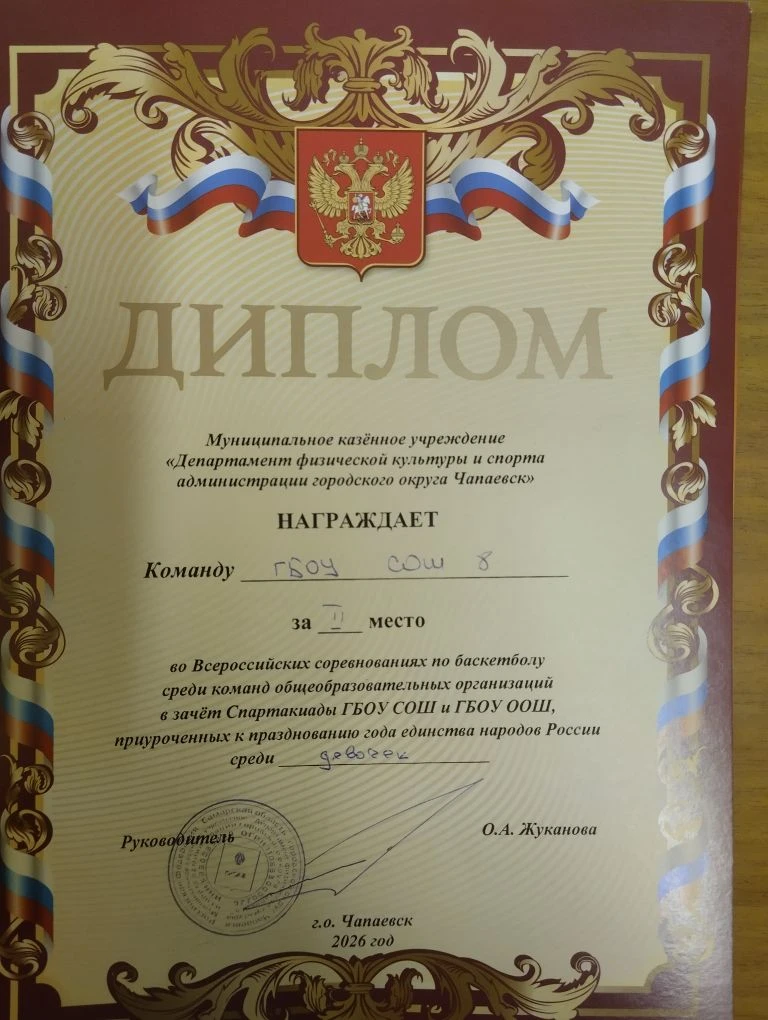 ДИПЛОМ
Муниципальное казённое учреждение
«Департамент физической культуры и спорта
администрации городского округа Чапаевск»
НАГРАЖДАЕТ
Команду ГБОУ СОШ 8
за II место
во Всероссийских соревнованиях по баскетболу
среди команд общеобразовательных организаций
в зачёт Спартакиады ГБОУ СОШ и ГБОУ ООШ,
приуроченных к празднованию года единства народов России
среди девочек
Руководитель О.А. Жуканова
г.о. Чапаевск
2026 год